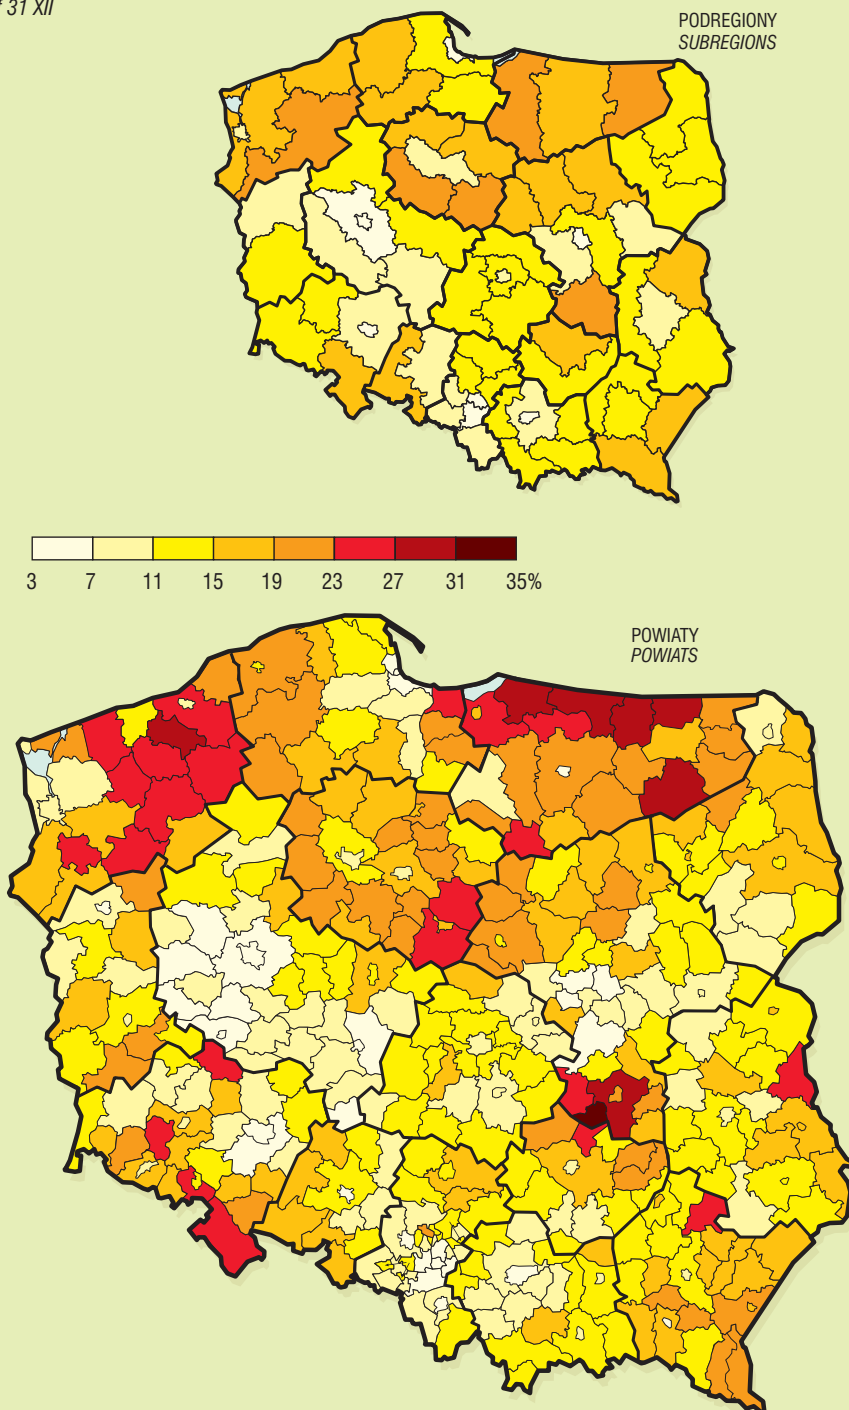 31 XII
PODREGIONY
SUBREGIONS
3 7 11 15 19 23 27 31 35%
POWIATY
POWIATS